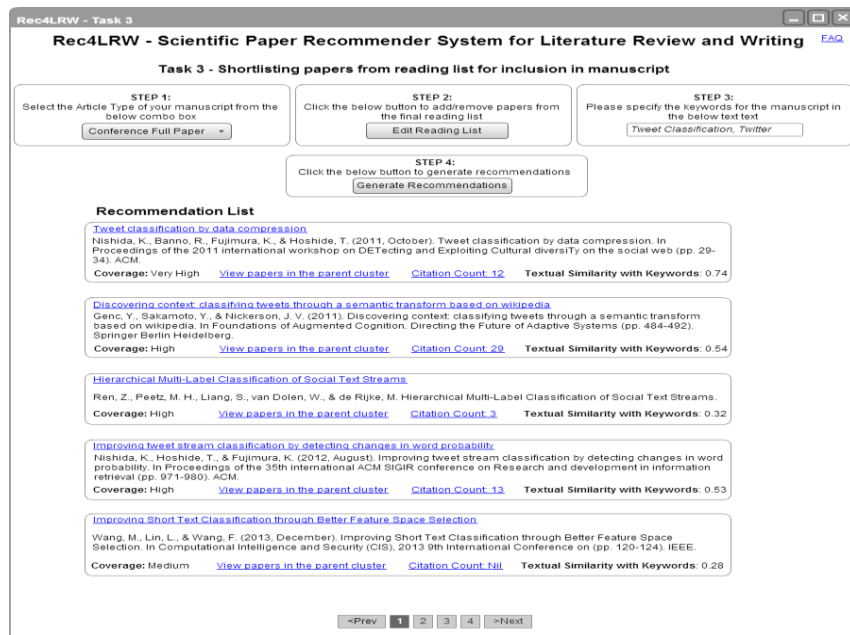 Rec4LRW - Task 3
Rec4LRW - Scientific Paper Recommender System for Literature Review and Writing
FAQ
Task 3 - Shortlisting papers from reading list for inclusion in manuscript
STEP 1:
Select the Article Type of your manuscript from the
below combo box
Conference Full Paper
STEP 2:
Click the below button to add/remove papers from
the final reading list
Edit Reading List
STEP 3:
Please specify the keywords for the manuscript in
the below text text
Tweet Classification, Twitter
STEP 4:
Click the below button to generate recommendations
Generate Recommendations
Recommendation List
Tweet classification by data compression
Nishida, K., Banno, R., Fujimura, K., & Hoshide, T. (2011, October). Tweet classification by data compression. In
Proceedings of the 2011 international workshop on DETecting and Exploiting Cultural diversiTy on the social web (pp. 29-
34). ACM.
Coverage: Very High View papers in the parent cluster Citation Count: 12 Textual Similarity with Keywords: 0.74
Discovering context: classifying tweets through a semantic transform based on wikipedia
Genc, Y., Sakamoto, Y., & Nickerson, J. V. (2011). Discovering context: classifying tweets through a semantic transform
based on wikipedia. In Foundations of Augmented Cognition. Directing the Future of Adaptive Systems (pp. 484-492).
Springer Berlin Heidelberg.
Coverage: High View papers in the parent cluster Citation Count: 29 Textual Similarity with Keywords: 0.54
Hierarchical Multi-Label Classification of Social Text Streams
Ren, Z., Peetz, M. H., Liang, S., van Dolen, W., & de Rijke, M. Hierarchical Multi-Label Classification of Social Text Streams.
Coverage: High View papers in the parent cluster Citation Count: 3 Textual Similarity with Keywords: 0.32
Improving tweet stream classification by detecting changes in word probability
Nishida, K., Hoshide, T., & Fujimura, K. (2012, August). Improving tweet stream classification by detecting changes in word
probability. In Proceedings of the 35th international ACM SIGIR conference on Research and development in information
retrieval (pp. 971-980). ACM.
Coverage: High View papers in the parent cluster Citation Count: 13 Textual Similarity with Keywords: 0.53
Improving Short Text Classification through Better Feature Space Selection
Wang, M., Lin, L., & Wang, F. (2013, December). Improving Short Text Classification through Better Feature Space
Selection. In Computational Intelligence and Security (CIS), 2013 9th International Conference on (pp. 120-124). IEEE.
Coverage: Medium View papers in the parent cluster Citation Count: Nil Textual Similarity with Keywords: 0.28
<Prev 1 2 3 4 >Next